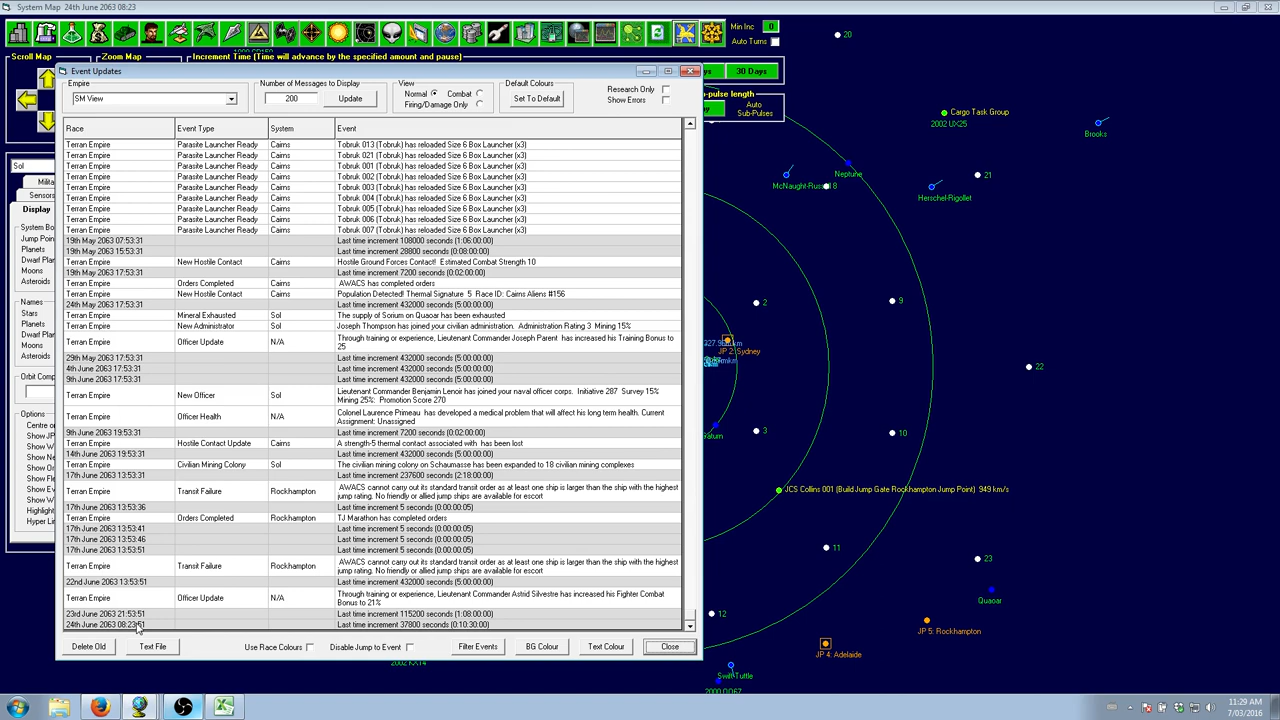 System Map  24th June 2063 08:23
Min Inc
0
Auto Turns
Scroll Map
Zoom Map
Increment Time (Time will advance by the specified amount and pause)
30 Days
Auto
Sub-Pulses
Event Updates
Empire
SM View
Number of Messages to Display
200
Update
View
Normal
Combat
Firing/Damage Only
Default Colours
Set To Default
Research Only
Show Errors
Race
Event Type
System
Event
Terran Empire Parasite Launcher Ready Cairns Tobruk 013 (Tobruk) has reloaded Size 6 Box Launcher (x3)
Terran Empire Parasite Launcher Ready Cairns Tobruk 021 (Tobruk) has reloaded Size 6 Box Launcher (x3)
Terran Empire Parasite Launcher Ready Cairns Tobruk 001 (Tobruk) has reloaded Size 6 Box Launcher (x3)
Terran Empire Parasite Launcher Ready Cairns Tobruk 002 (Tobruk) has reloaded Size 6 Box Launcher (x3)
Terran Empire Parasite Launcher Ready Cairns Tobruk 003 (Tobruk) has reloaded Size 6 Box Launcher (x3)
Terran Empire Parasite Launcher Ready Cairns Tobruk 004 (Tobruk) has reloaded Size 6 Box Launcher (x3)
Terran Empire Parasite Launcher Ready Cairns Tobruk 005 (Tobruk) has reloaded Size 6 Box Launcher (x3)
Terran Empire Parasite Launcher Ready Cairns Tobruk 006 (Tobruk) has reloaded Size 6 Box Launcher (x3)
Terran Empire Parasite Launcher Ready Cairns Tobruk 007 (Tobruk) has reloaded Size 6 Box Launcher (x3)
19th May 2063 07:53:31 Last time increment 108000 seconds (1:06:00:00)
19th May 2063 15:53:31 Last time increment 28800 seconds (0:08:00:00)
Terran Empire New Hostile Contact Cairns Hostile Ground Forces Contact!  Estimated Combat Strength 10
19th May 2063 17:53:31 Last time increment 7200 seconds (0:02:00:00)
Terran Empire Orders Completed Cairns AWACS has completed orders
Terran Empire New Hostile Contact Cairns Population Detected! Thermal Signature  5  Race ID: Cairns Aliens #156
24th May 2063 17:53:31 Last time increment 432000 seconds (5:00:00:00)
Terran Empire Mineral Exhausted Sol The supply of Sorium on Quaoar has been exhausted
Terran Empire New Administrator Sol Joseph Thompson has joined your civilian administration.  Administration Rating 3  Mining 15%
Terran Empire Officer Update N/A Through training or experience, Lieutenant Commander Joseph Parent  has increased his Training Bonus to
25
29th May 2063 17:53:31 Last time increment 432000 seconds (5:00:00:00)
4th June 2063 17:53:31 Last time increment 432000 seconds (5:00:00:00)
9th June 2063 17:53:31 Last time increment 432000 seconds (5:00:00:00)
Terran Empire New Officer Sol Lieutenant Commander Benjamin Lenoir has joined your naval officer corps.  Initiative 287  Survey 15%
Mining 25%:  Promotion Score 270
Terran Empire Officer Health N/A Colonel Laurence Primeau  has developed a medical problem that will affect his long term health. Current
Assignment: Unassigned
9th June 2063 19:53:31 Last time increment 7200 seconds (0:02:00:00)
Terran Empire Hostile Contact Update Cairns A strength-5 thermal contact associated with  has been lost
14th June 2063 19:53:31 Last time increment 432000 seconds (5:00:00:00)
Terran Empire Civilian Mining Colony Sol The civilian mining colony on Schaumasse has been expanded to 18 civilian mining complexes
17th June 2063 13:53:31 Last time increment 237600 seconds (2:18:00:00)
Terran Empire Transit Failure Rockhampton AWACS cannot carry out its standard transit order as at least one ship is larger than the ship with the highest
jump rating. No friendly or allied jump ships are available for escort
17th June 2063 13:53:36 Last time increment 5 seconds (0:00:00:05)
Terran Empire Orders Completed Rockhampton TJ Marathon has completed orders
17th June 2063 13:53:41 Last time increment 5 seconds (0:00:00:05)
17th June 2063 13:53:46 Last time increment 5 seconds (0:00:00:05)
17th June 2063 13:53:51 Last time increment 5 seconds (0:00:00:05)
Terran Empire Transit Failure Rockhampton AWACS cannot carry out its standard transit order as at least one ship is larger than the ship with the highest
jump rating. No friendly or allied jump ships are available for escort
22nd June 2063 13:53:51 Last time increment 432000 seconds (5:00:00:00)
Terran Empire Officer Update N/A Through training or experience, Lieutenant Commander Astrid Silvestre has increased his Fighter Combat
Bonus to 21%
23rd June 2063 21:53:51 Last time increment 115200 seconds (1:08:00:00)
24th June 2063 08:23:51 Last time increment 37800 seconds (0:10:30:00)
Delete Old
Text File
Use Race Colours
Disable Jump to Event
Filter Events
BG Colour
Text Colour
Close
Sol
Display
Planets
Moons
Asteroids
Names
Stars
Planets
Moons
Asteroids
Options
20
Cargo Task Group
2002 UX25
Brooks
Neptune
21
Herschel-Rigollet
2
9
JP 2: Sydney
22
3
10
JCS Collins 001 (Build Jump Gate Rockhampton Jump Point)  949 km/s
11
23
Quaoar
12
JP 5: Rockhampton
JP 4: Adelaide
Swift-Tuttle
11:29 AM
7/03/2016